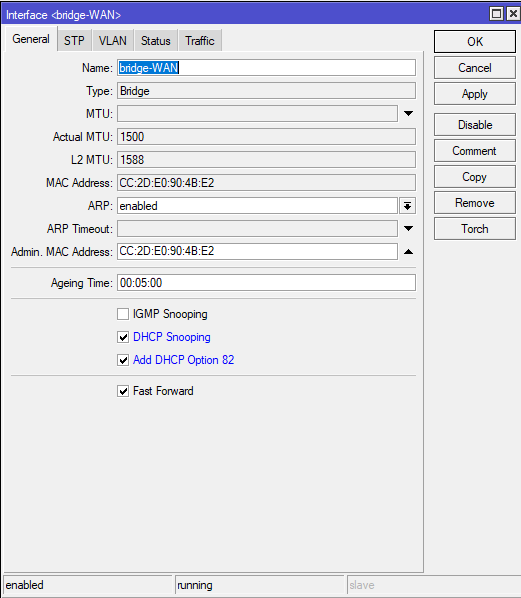 Interface <bridge-WAN>
General STP VLAN Status Traffic
OK
Name: bridge-WAN
Cancel
Type: Bridge
Apply
MTU:
Actual MTU: 1500
Disable
L2 MTU: 1588
Comment
MAC Address: CC:2D:E0:90:4B:E2
Copy
ARP: enabled
Remove
ARP Timeout:
Torch
Admin. MAC Address: CC:2D:E0:90:4B:E2
Ageing Time: 00:05:00
IGMP Snooping
DHCP Snooping
Add DHCP Option 82
Fast Forward
enabled running slave